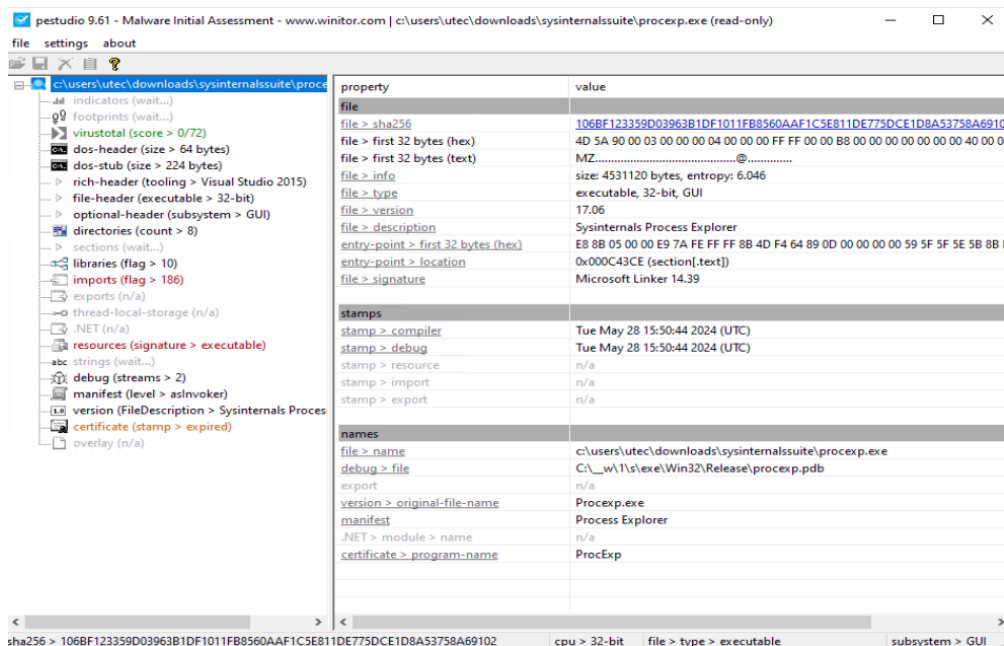 pestudio 9.61 - Malware Initial Assessment - www.winitor.com | c:\users\utec\downloads\sysinternalssuite\procexp.exe (read-only)
file settings about
c:\users\utec\downloads\sysinternalssuite\proce
indicators (wait...)
footprints (wait...)
virustotal (score > 0/72)
dos-header (size > 64 bytes)
dos-stub (size > 224 bytes)
rich-header (tooling > Visual Studio 2015)
file-header (executable > 32-bit)
optional-header (subsystem > GUI)
directories (count > 8)
sections (wait...)
libraries (flag > 10)
imports (flag > 186)
exports (n/a)
thread-local-storage (n/a)
.NET (n/a)
resources (signature > executable)
abc strings (wait...)
debug (streams > 2)
manifest (level > asInvoker)
1.0 version (FileDescription > Sysinternals Proces
certificate (stamp > expired)
overlay (n/a)
property value
file
file > sha256 106BF123359D03963B1DF1011FB8560AAF1C5E811DE775DCE1D8A53758A6910
file > first 32 bytes (hex) 4D 5A 90 00 03 00 00 00 04 00 00 00 FF FF 00 00 B8 00 00 00 00 00 00 00 40 00 0
file > first 32 bytes (text) MZ......................................@.............
file > info size: 4531120 bytes, entropy: 6.046
file > type executable, 32-bit, GUI
file > version 17.06
file > description Sysinternals Process Explorer
entry-point > first 32 bytes (hex) E8 8B 05 00 00 E9 7A FE FF FF 8B 4D F4 64 89 0D 00 00 00 00 59 5F 5F 5E 5B 8B
entry-point > location 0x000C43CE (section[.text])
file > signature Microsoft Linker 14.39
stamps
stamp > compiler Tue May 28 15:50:44 2024 (UTC)
stamp > debug Tue May 28 15:50:44 2024 (UTC)
stamp > resource n/a
stamp > import n/a
stamp > export n/a
names
file > name c:\users\utec\downloads\sysinternalssuite\procexp.exe
debug > file C:\__w\1\s\exe\Win32\Release\procexp.pdb
export n/a
version > original-file-name Procexp.exe
manifest Process Explorer
.NET > module > name n/a
certificate > program-name ProcExp
sha256 > 106BF123359D03963B1DF1011FB8560AAF1C5E811DE775DCE1D8A53758A69102 cpu > 32-bit file > type > executable subsystem > GUI